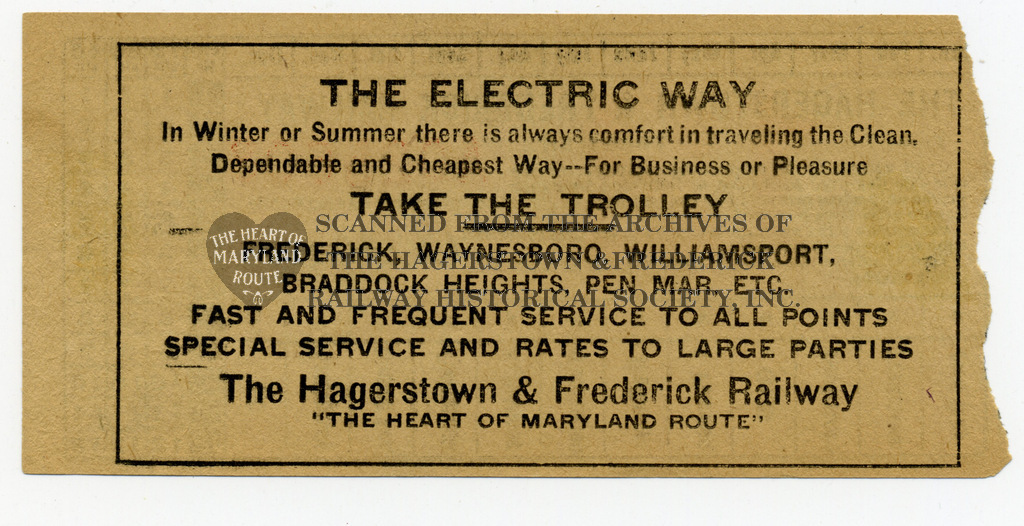 THE ELECTRIC WAY
In Winter or Summer there is always comfort in traveling the Clean,
Dependable and Cheapest Way--For Business or Pleasure
TAKE THE TROLLEY
FREDERICK, WAYNESBORO, WILLIAMSPORT,
BRADDOCK HEIGHTS, PEN MAR, ETC.
FAST AND FREQUENT SERVICE TO ALL POINTS
SPECIAL SERVICE AND RATES TO LARGE PARTIES
The Hagerstown & Frederick Railway
"THE HEART OF MARYLAND ROUTE"
THE HEART OF
MARYLAND
ROUTE
SCANNED FROM THE ARCHIVES OF
THE HAGERSTOWN & FREDERICK
RAILWAY HISTORICAL SOCIETY, INC.